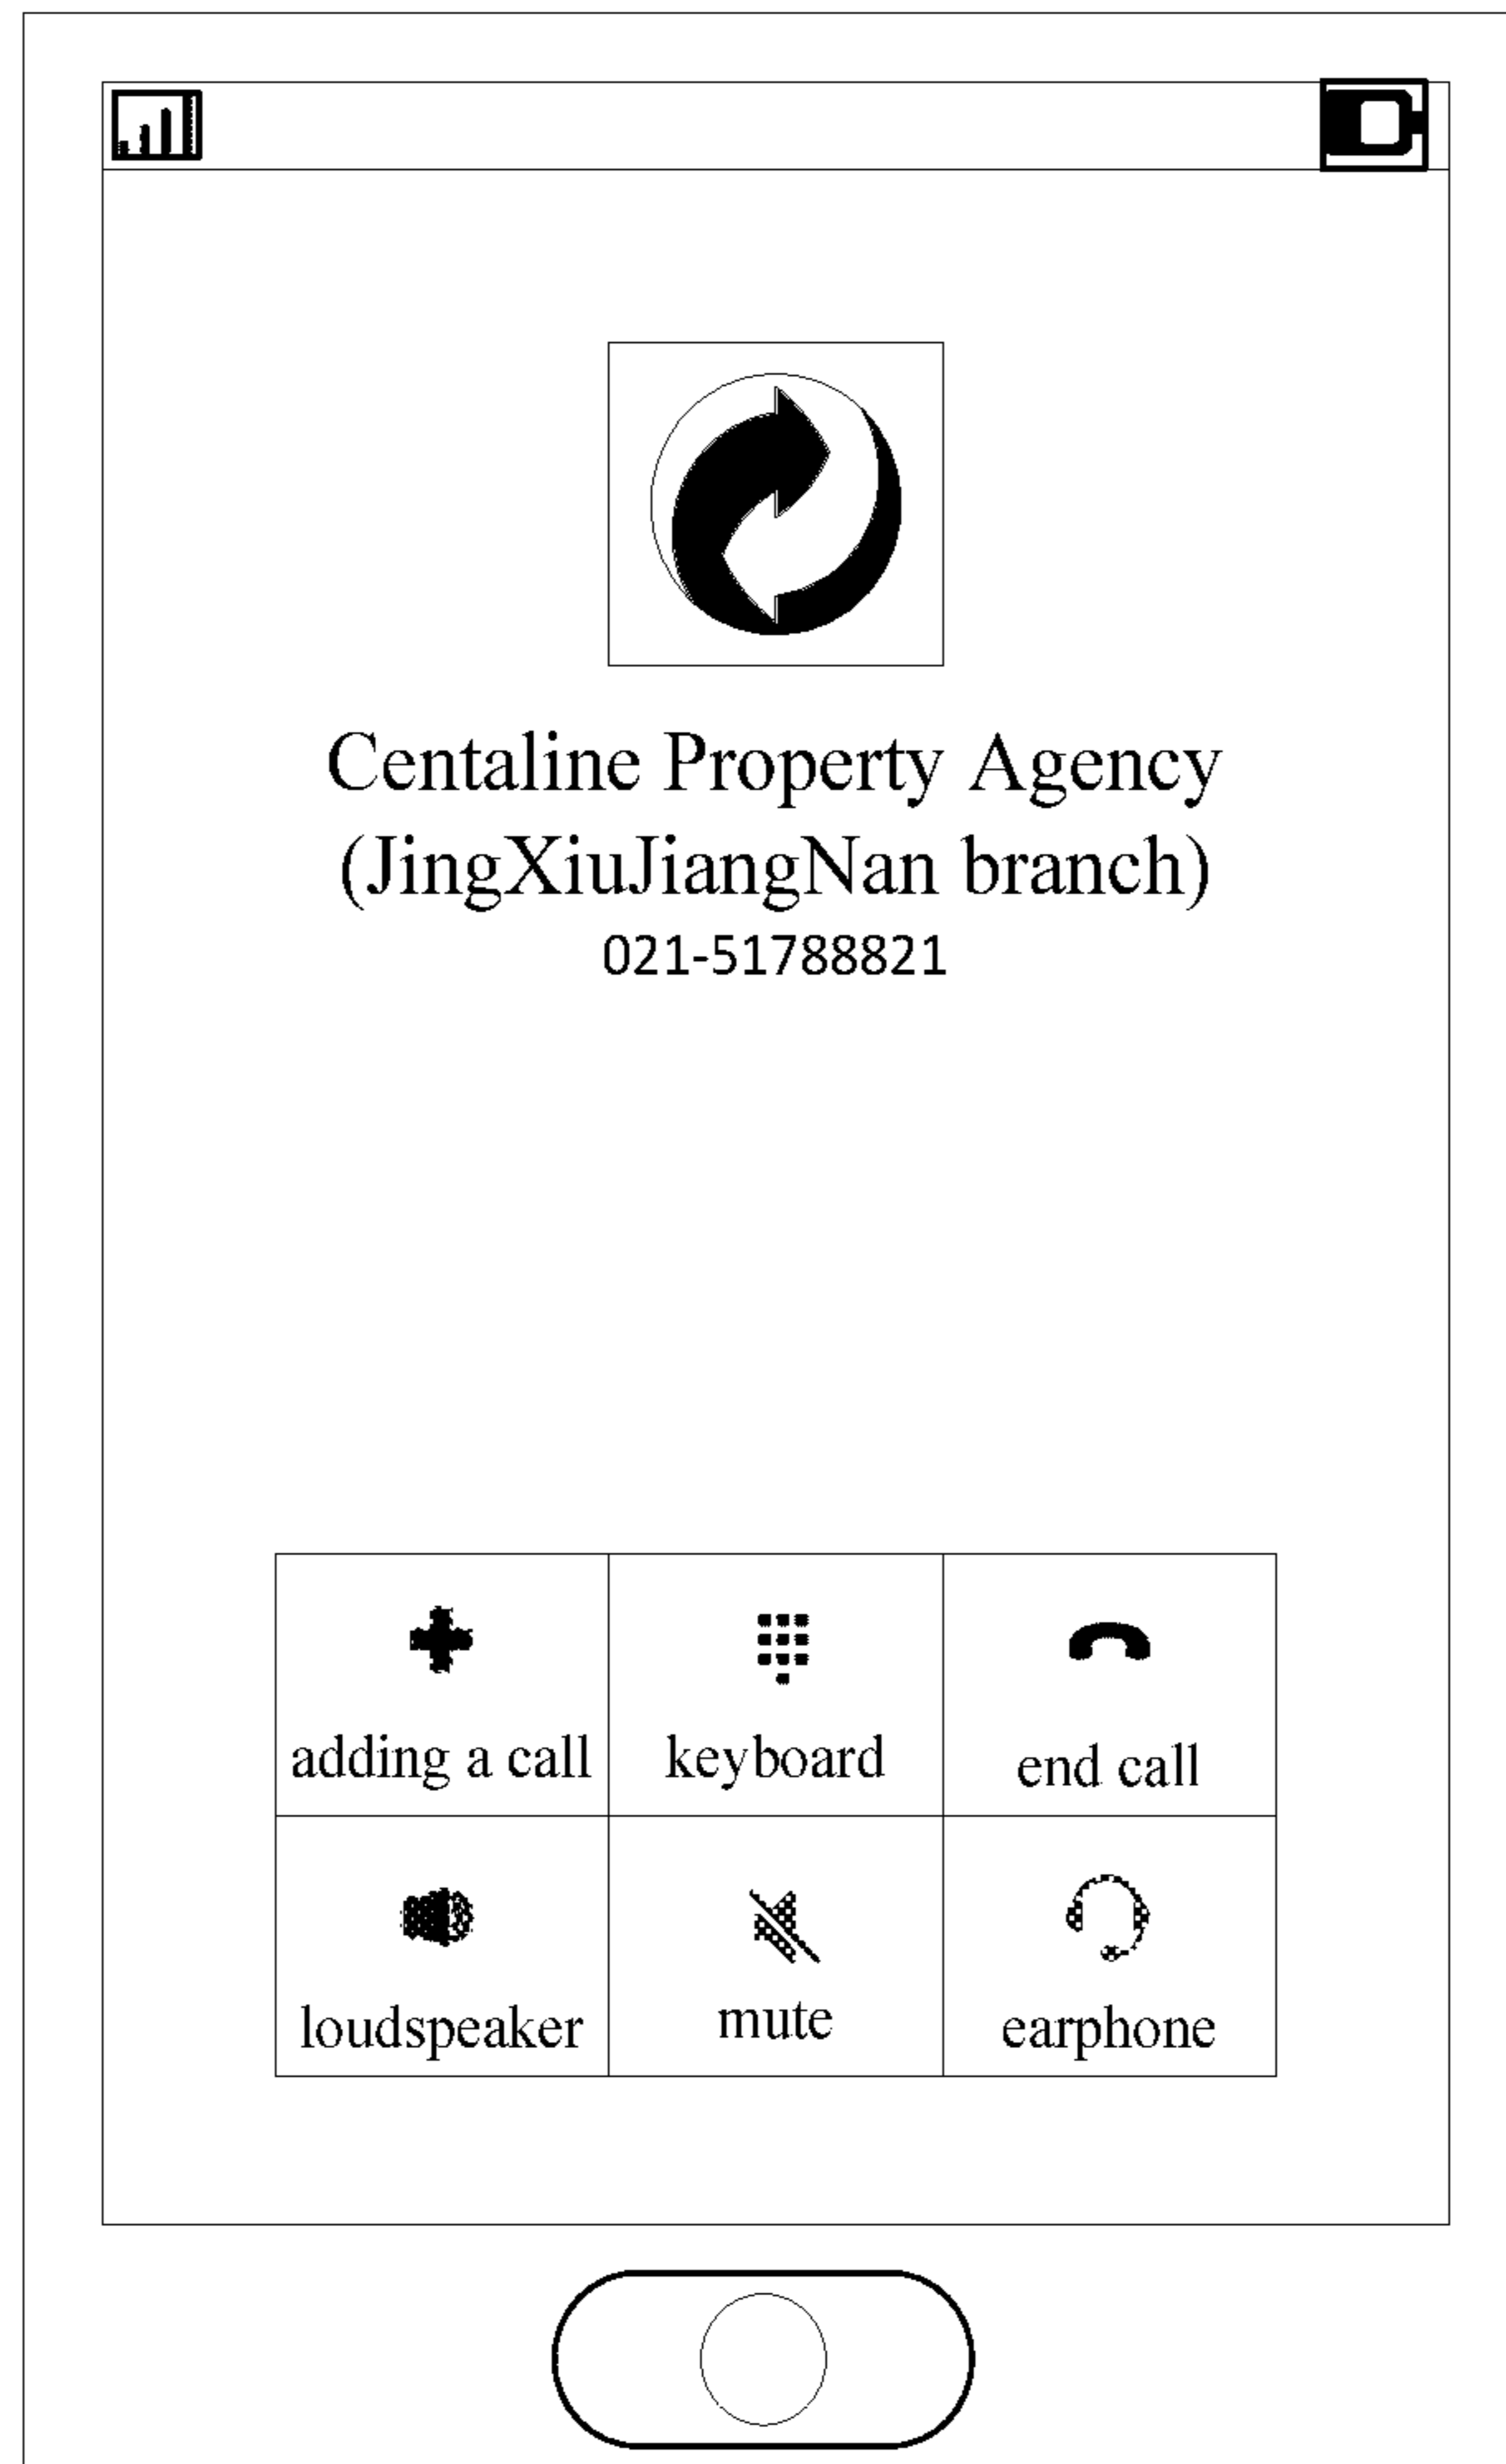 Centaline Property Agency
(JingXiuJiangNan branch)
021-51788821
adding a call
keyboard
end call
loudspeaker
mute
earphone